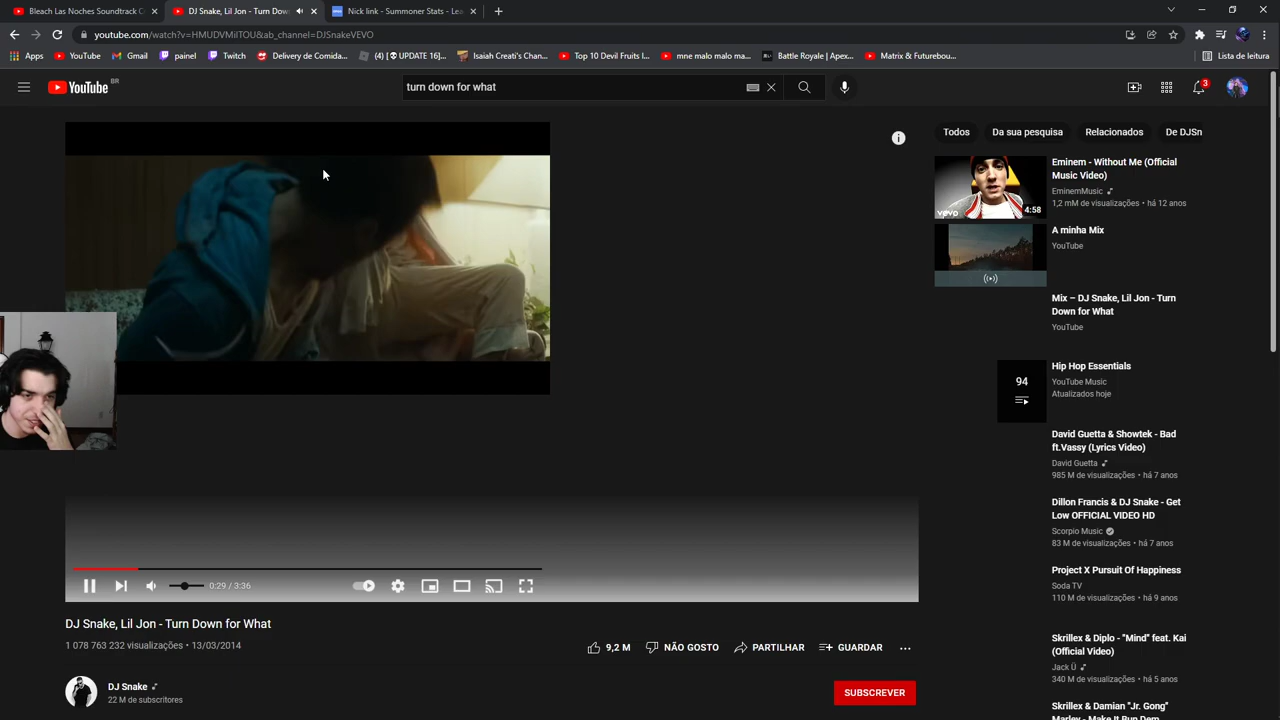 Bleach Las Noches Soundtrack C
DJ Snake, Lil Jon - Turn Dow
Nick link - Summoner Stats - Lea
youtube.com/watch?v=HMUDVMiITOU&ab_channel=DJSnakeVEVO
Apps
YouTube
Gmail
painel
Twitch
Delivery de Comida...
(4) [ UPDATE 16]...
Isaiah Creati's Chan...
Top 10 Devil Fruits I...
mne malo malo ma...
Battle Royale | Apex...
Matrix & Futurebou...
Lista de leitura
YouTube BR
turn down for what
3
Todos
Da sua pesquisa
Relacionados
De DJSn
vevo
4:58
Eminem - Without Me (Official
Music Video)
EminemMusic
1,2 mM de visualizações • há 12 anos
A minha Mix
YouTube
Mix – DJ Snake, Lil Jon - Turn
Down for What
YouTube
94
Hip Hop Essentials
YouTube Music
Atualizados hoje
David Guetta & Showtek - Bad
ft.Vassy (Lyrics Video)
David Guetta
985 M de visualizações • há 7 anos
Dillon Francis & DJ Snake - Get
Low OFFICIAL VIDEO HD
Scorpio Music
83 M de visualizações • há 7 anos
Project X Pursuit Of Happiness
Soda TV
110 M de visualizações • há 9 anos
Skrillex & Diplo - "Mind" feat. Kai
(Official Video)
Jack Ü
340 M de visualizações • há 5 anos
Skrillex & Damian "Jr. Gong"
Marley - Make It Bun Dem
0:29 / 3:36
DJ Snake, Lil Jon - Turn Down for What
1 078 763 232 visualizações • 13/03/2014
9,2 M
NÃO GOSTO
PARTILHAR
GUARDAR
DJ Snake
22 M de subscritores
SUBSCREVER